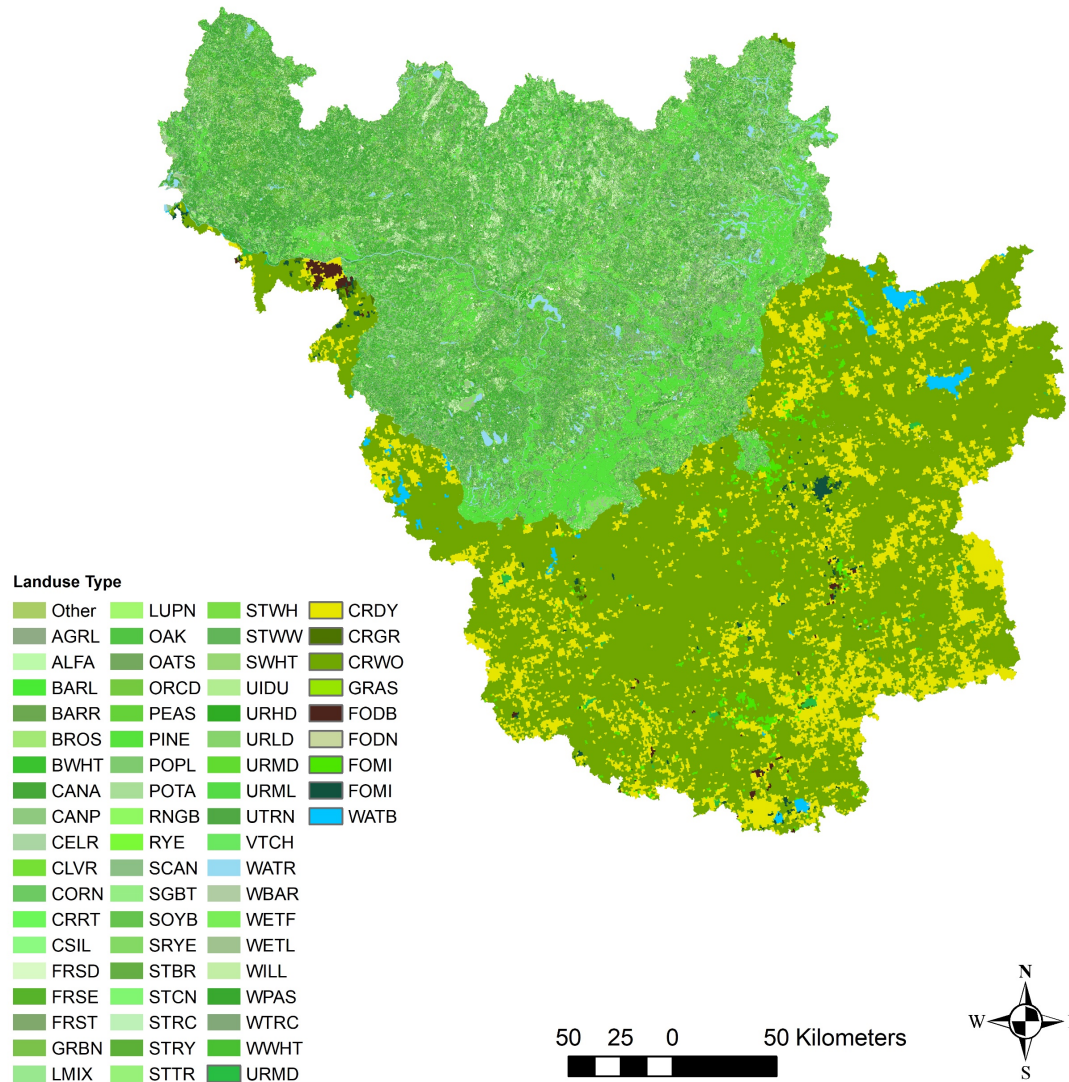 Landuse Type
Other
AGRL
ALFA
BARL
BARR
BROS
BWHT
CANA
CANP
CELR
CLVR
CORN
CRRT
CSIL
FRSD
FRSE
FRST
GRBN
LMIX
LUPN
OAK
OATS
ORCD
PEAS
PINE
POPL
POTA
RNGB
RYE
SCAN
SGBT
SOYB
SRYE
STBR
STCN
STRC
STRY
STTR
STWH
STWW
SWHT
UIDU
URHD
URLD
URMD
URML
UTRN
VTCH
WATR
WBAR
WETF
WETL
WILL
WPAS
WTRC
WWHT
URMD
CRDY
CRGR
CRWO
GRAS
FODB
FODN
FOMI
FOMI
WATB
50 25 0 50 Kilometers
N
W
S